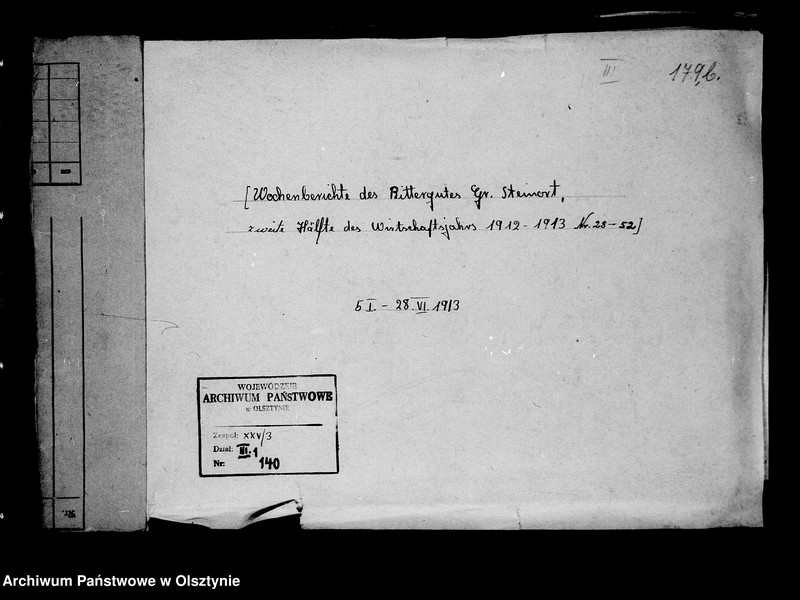 III
179,b.
[Wochenberichte des Rittergutes Gr. Steinort,
zweite Hälfte des Wirtschaftsjahrs 1912-1913 Nr. 28-52]
5 I. - 28. VI. 1913
WOJEWÓDZKIE
ARCHIWUM PAŃSTWOWE
w OLSZTYNIE
Zespół: XXV/3
Dział: III.1
Nr: 140
Archiwum Państwowe w Olsztynie